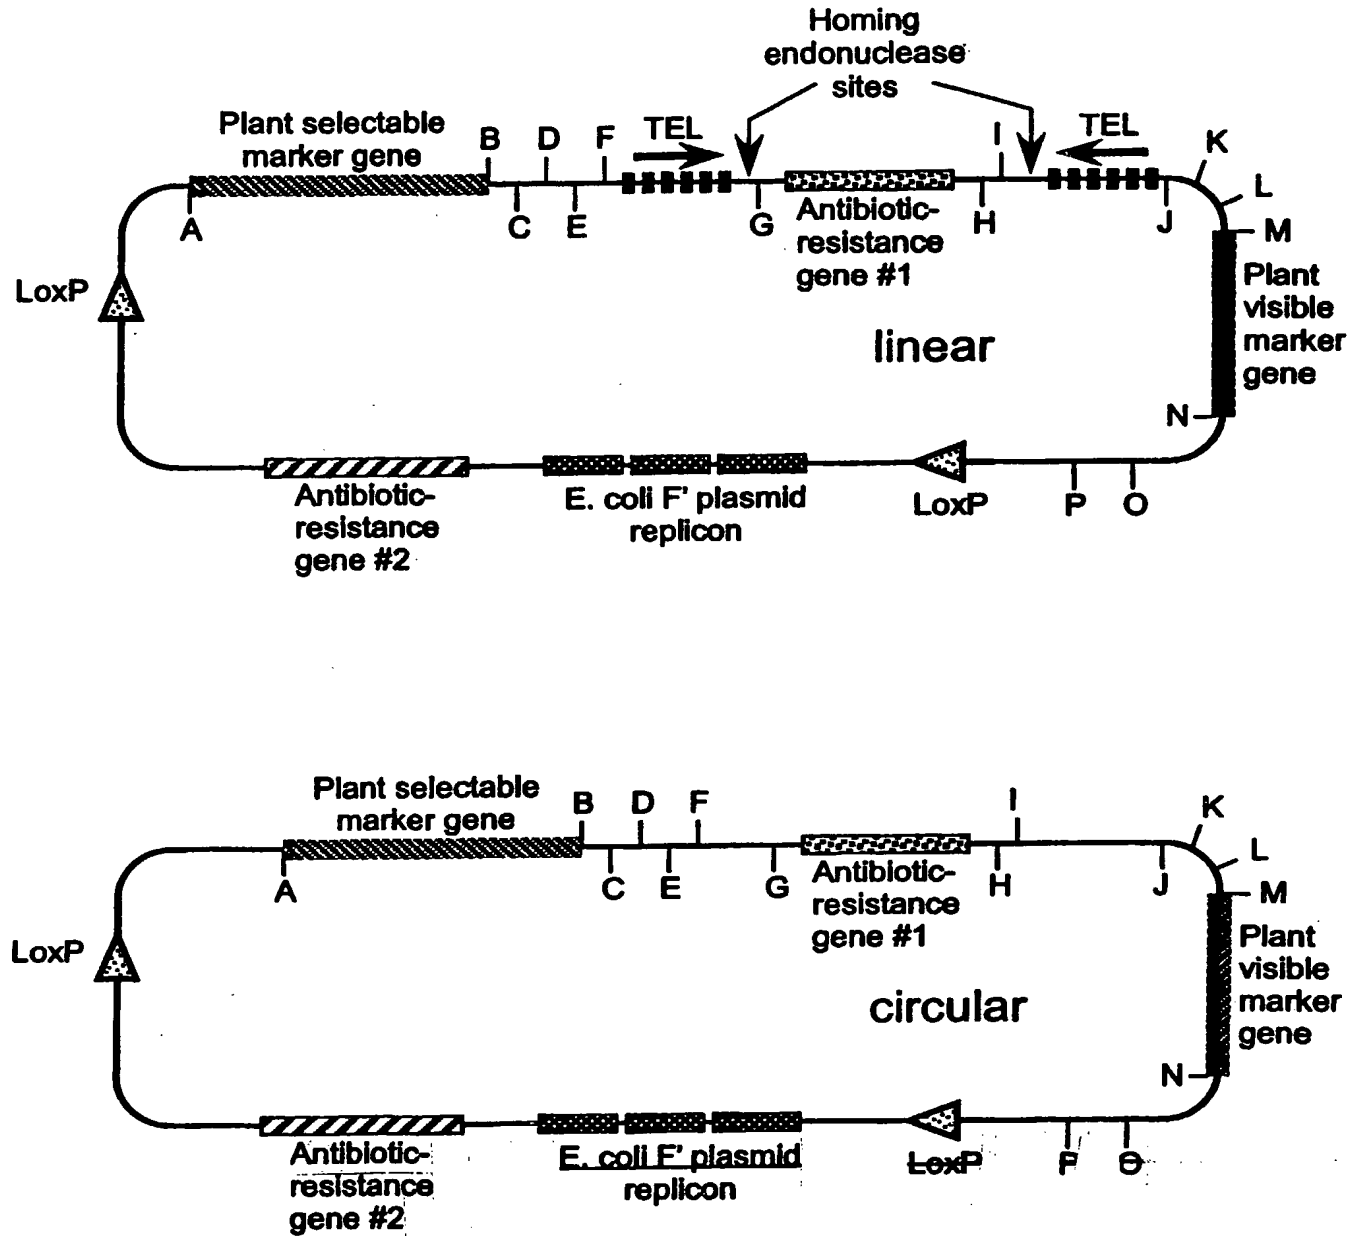 Homing
endonuclease
sites
Plant selectable
marker gene
B
D
F
TEL
I
TEL
K
L
M
A
C
E
G
Antibiotic-
resistance
gene #1
H
J
LoxP
Plant
visible
marker
gene
linear
N
Antibiotic-
resistance
gene #2
E. coli F' plasmid
replicon
LoxP
P
O
Plant selectable
marker gene
B
D
F
I
K
L
M
A
C
E
G
Antibiotic-
resistance
gene #1
H
J
LoxP
Plant
visible
marker
gene
circular
N
Antibiotic-
resistance
gene #2
E. coli F' plasmid
replicon
LoxP
P
O